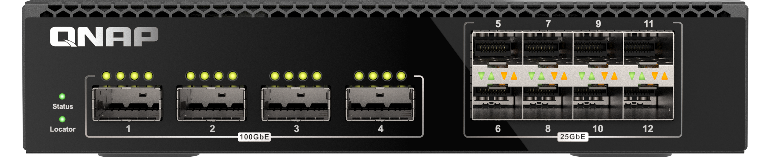 QNAP
5 7 9 11
Status
Locator
1 2 3 4
6 8 10 12
100GbE
25GbE